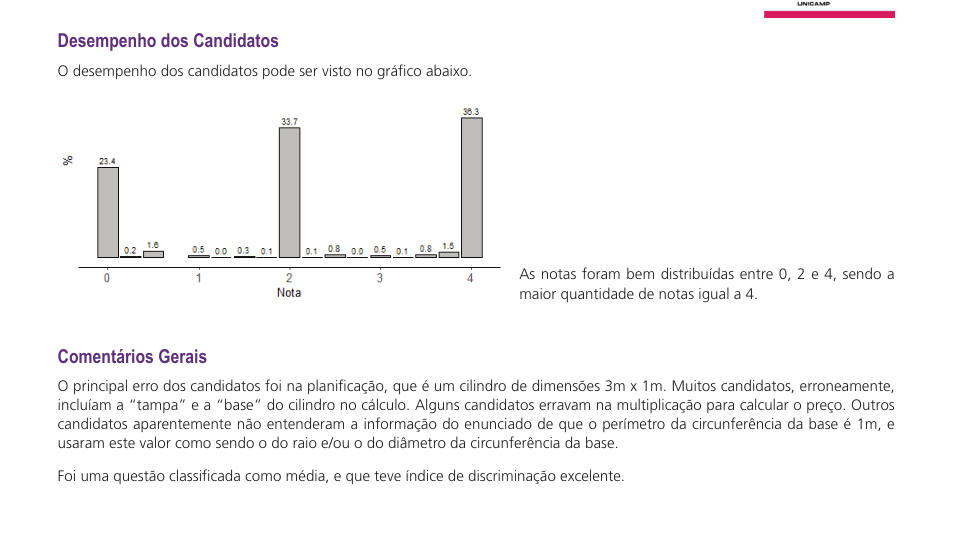 UNICAMP
Desempenho dos Candidatos
O desempenho dos candidatos pode ser visto no gráfico abaixo.
%
23.4
0.2
1.6
0.5
0.0
0.3
0.1
33.7
0.1
0.8
0.0
0.5
0.1
0.8
1.5
36.3
0 1 2 3 4
Nota
As notas foram bem distribuídas entre 0, 2 e 4, sendo a
maior quantidade de notas igual a 4.
Comentários Gerais
O principal erro dos candidatos foi na planificação, que é um cilindro de dimensões 3m x 1m. Muitos candidatos, erroneamente,
incluíam a “tampa” e a “base” do cilindro no cálculo. Alguns candidatos erravam na multiplicação para calcular o preço. Outros
candidatos aparentemente não entenderam a informação do enunciado de que o perímetro da circunferência da base é 1m, e
usaram este valor como sendo o do raio e/ou o do diâmetro da circunferência da base.
Foi uma questão classificada como média, e que teve índice de discriminação excelente.